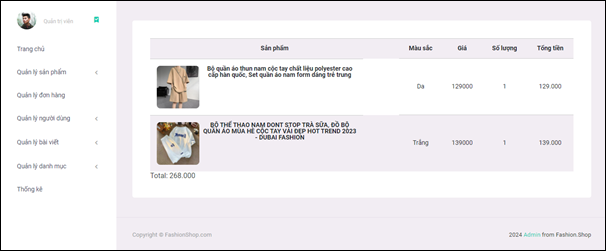 Quản trị viên
Trang chủ
Quản lý sản phẩm
Quản lý đơn hàng
Quản lý người dùng
Quản lý bài viết
Quản lý danh mục
Thống kê
Sản phẩm Màu sắc Giá Số lượng Tổng tiền
Bộ quần áo thun nam cộc tay chất liệu polyester cao
cấp hàn quốc, Set quần áo nam form dáng trẻ trung
Da 129000 1 129.000
BỘ THỂ THAO NAM DONT STOP TRÀ SỮA, ĐỒ BỘ
QUẦN ÁO MÙA HÈ CỘC TAY VẢI ĐẸP HOT TREND 2023
- DUBAI FASHION
Trắng 139000 1 139.000
Total: 268.000
Copyright © FashionShop.com
2024 Admin from Fashion.Shop